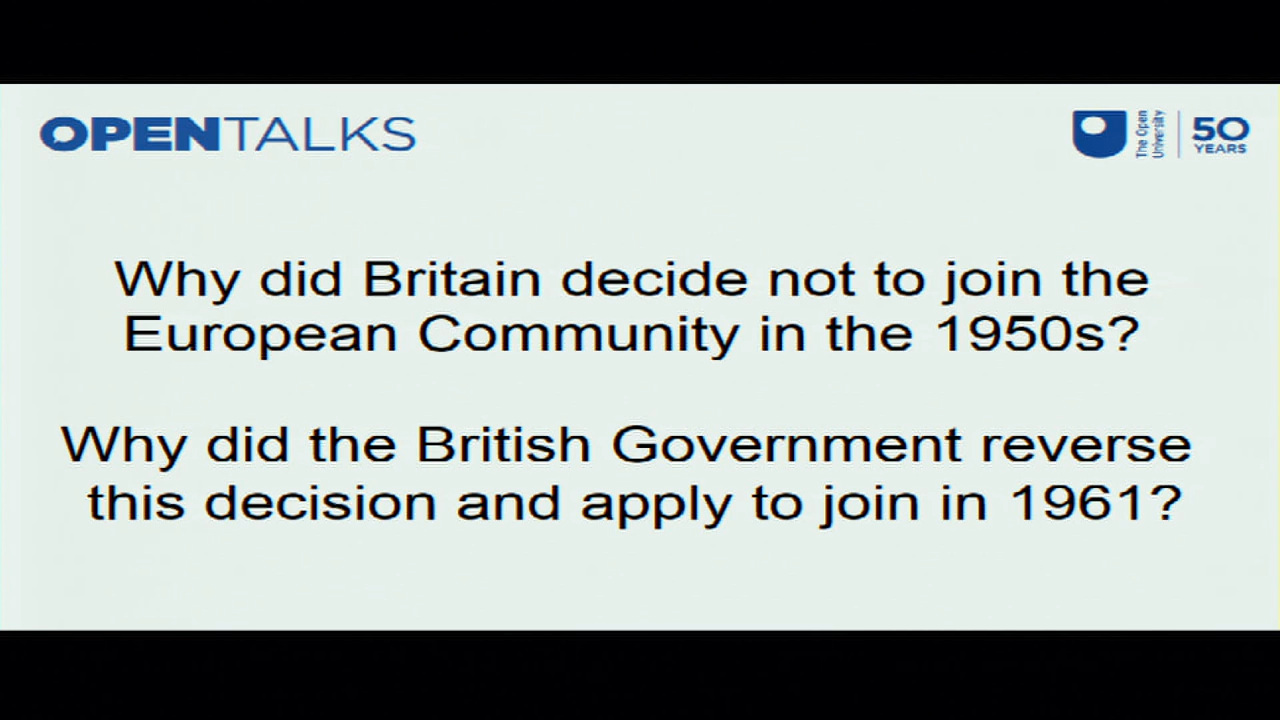 OPENTALKS
The Open
University
50
YEARS
Why did Britain decide not to join the
European Community in the 1950s?
Why did the British Government reverse
this decision and apply to join in 1961?